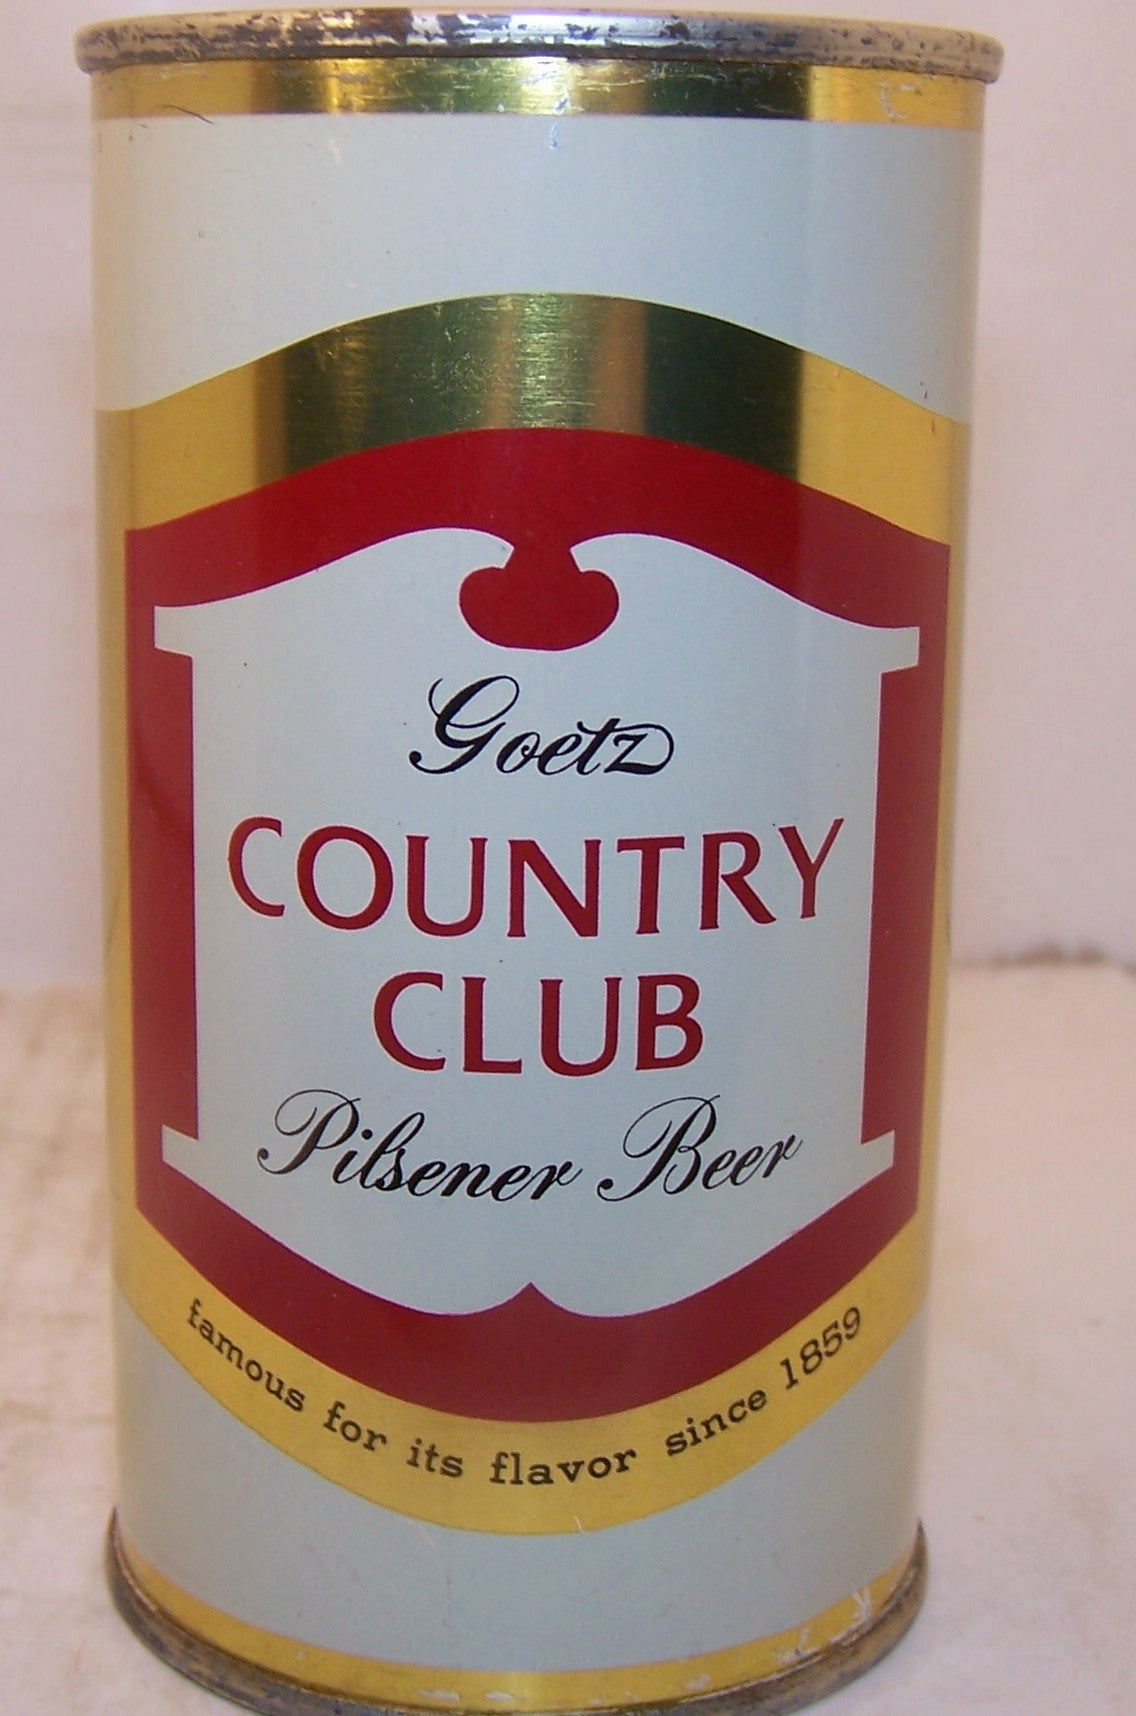 Goetz
COUNTRY
CLUB
Pilsener Beer
famous for its flavor since 1859